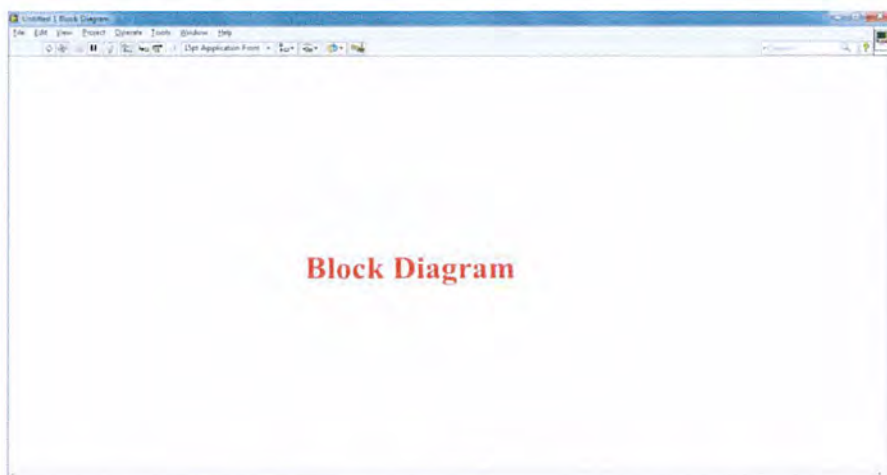 Untitled 1 Block Diagram
File Edit View Project Operate Tools Window Help
15pt Application Font
Block Diagram